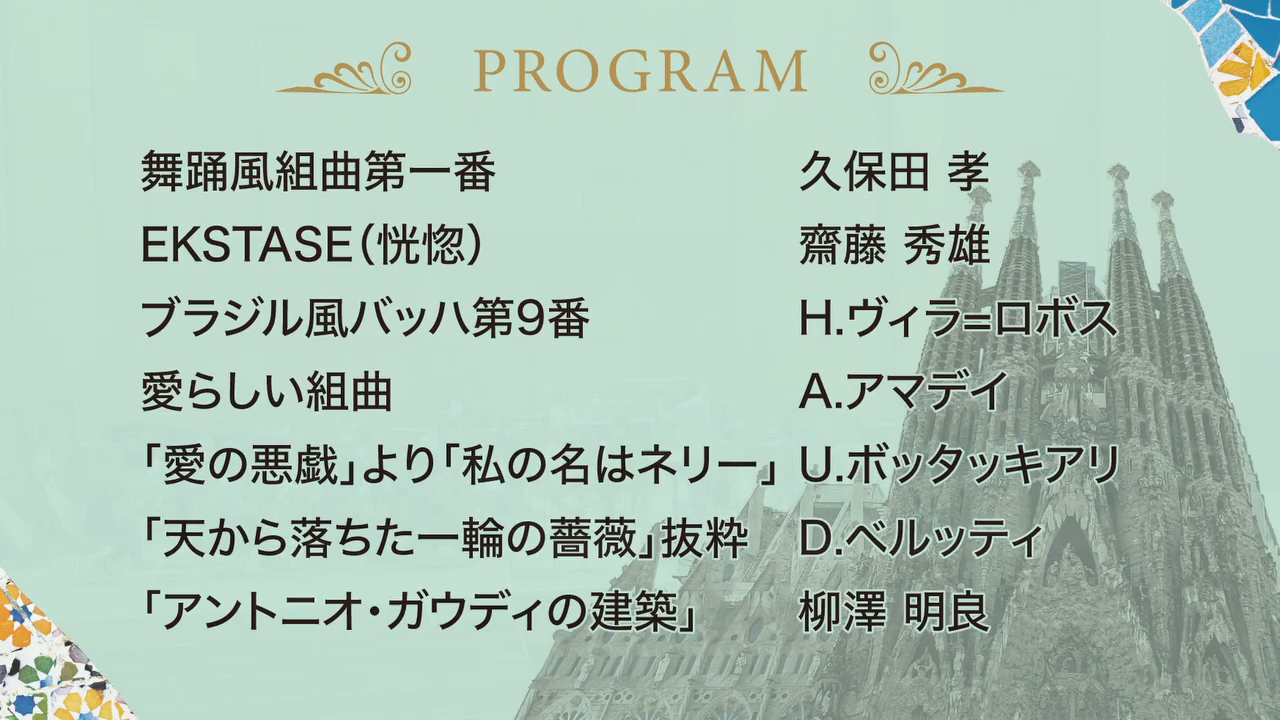 PROGRAM
舞踊風組曲第一番 久保田 孝
EKSTASE(恍惚) 齋藤 秀雄
ブラジル風バッハ第9番 H.ヴィラ=ロボス
愛らしい組曲 A.アマデイ
「愛の悪戯」より「私の名はネリー」 U.ボッタッキアリ
「天から落ちた一輪の薔薇」抜粋 D.ベルッティ
「アントニオ・ガウディの建築」 柳澤 明良